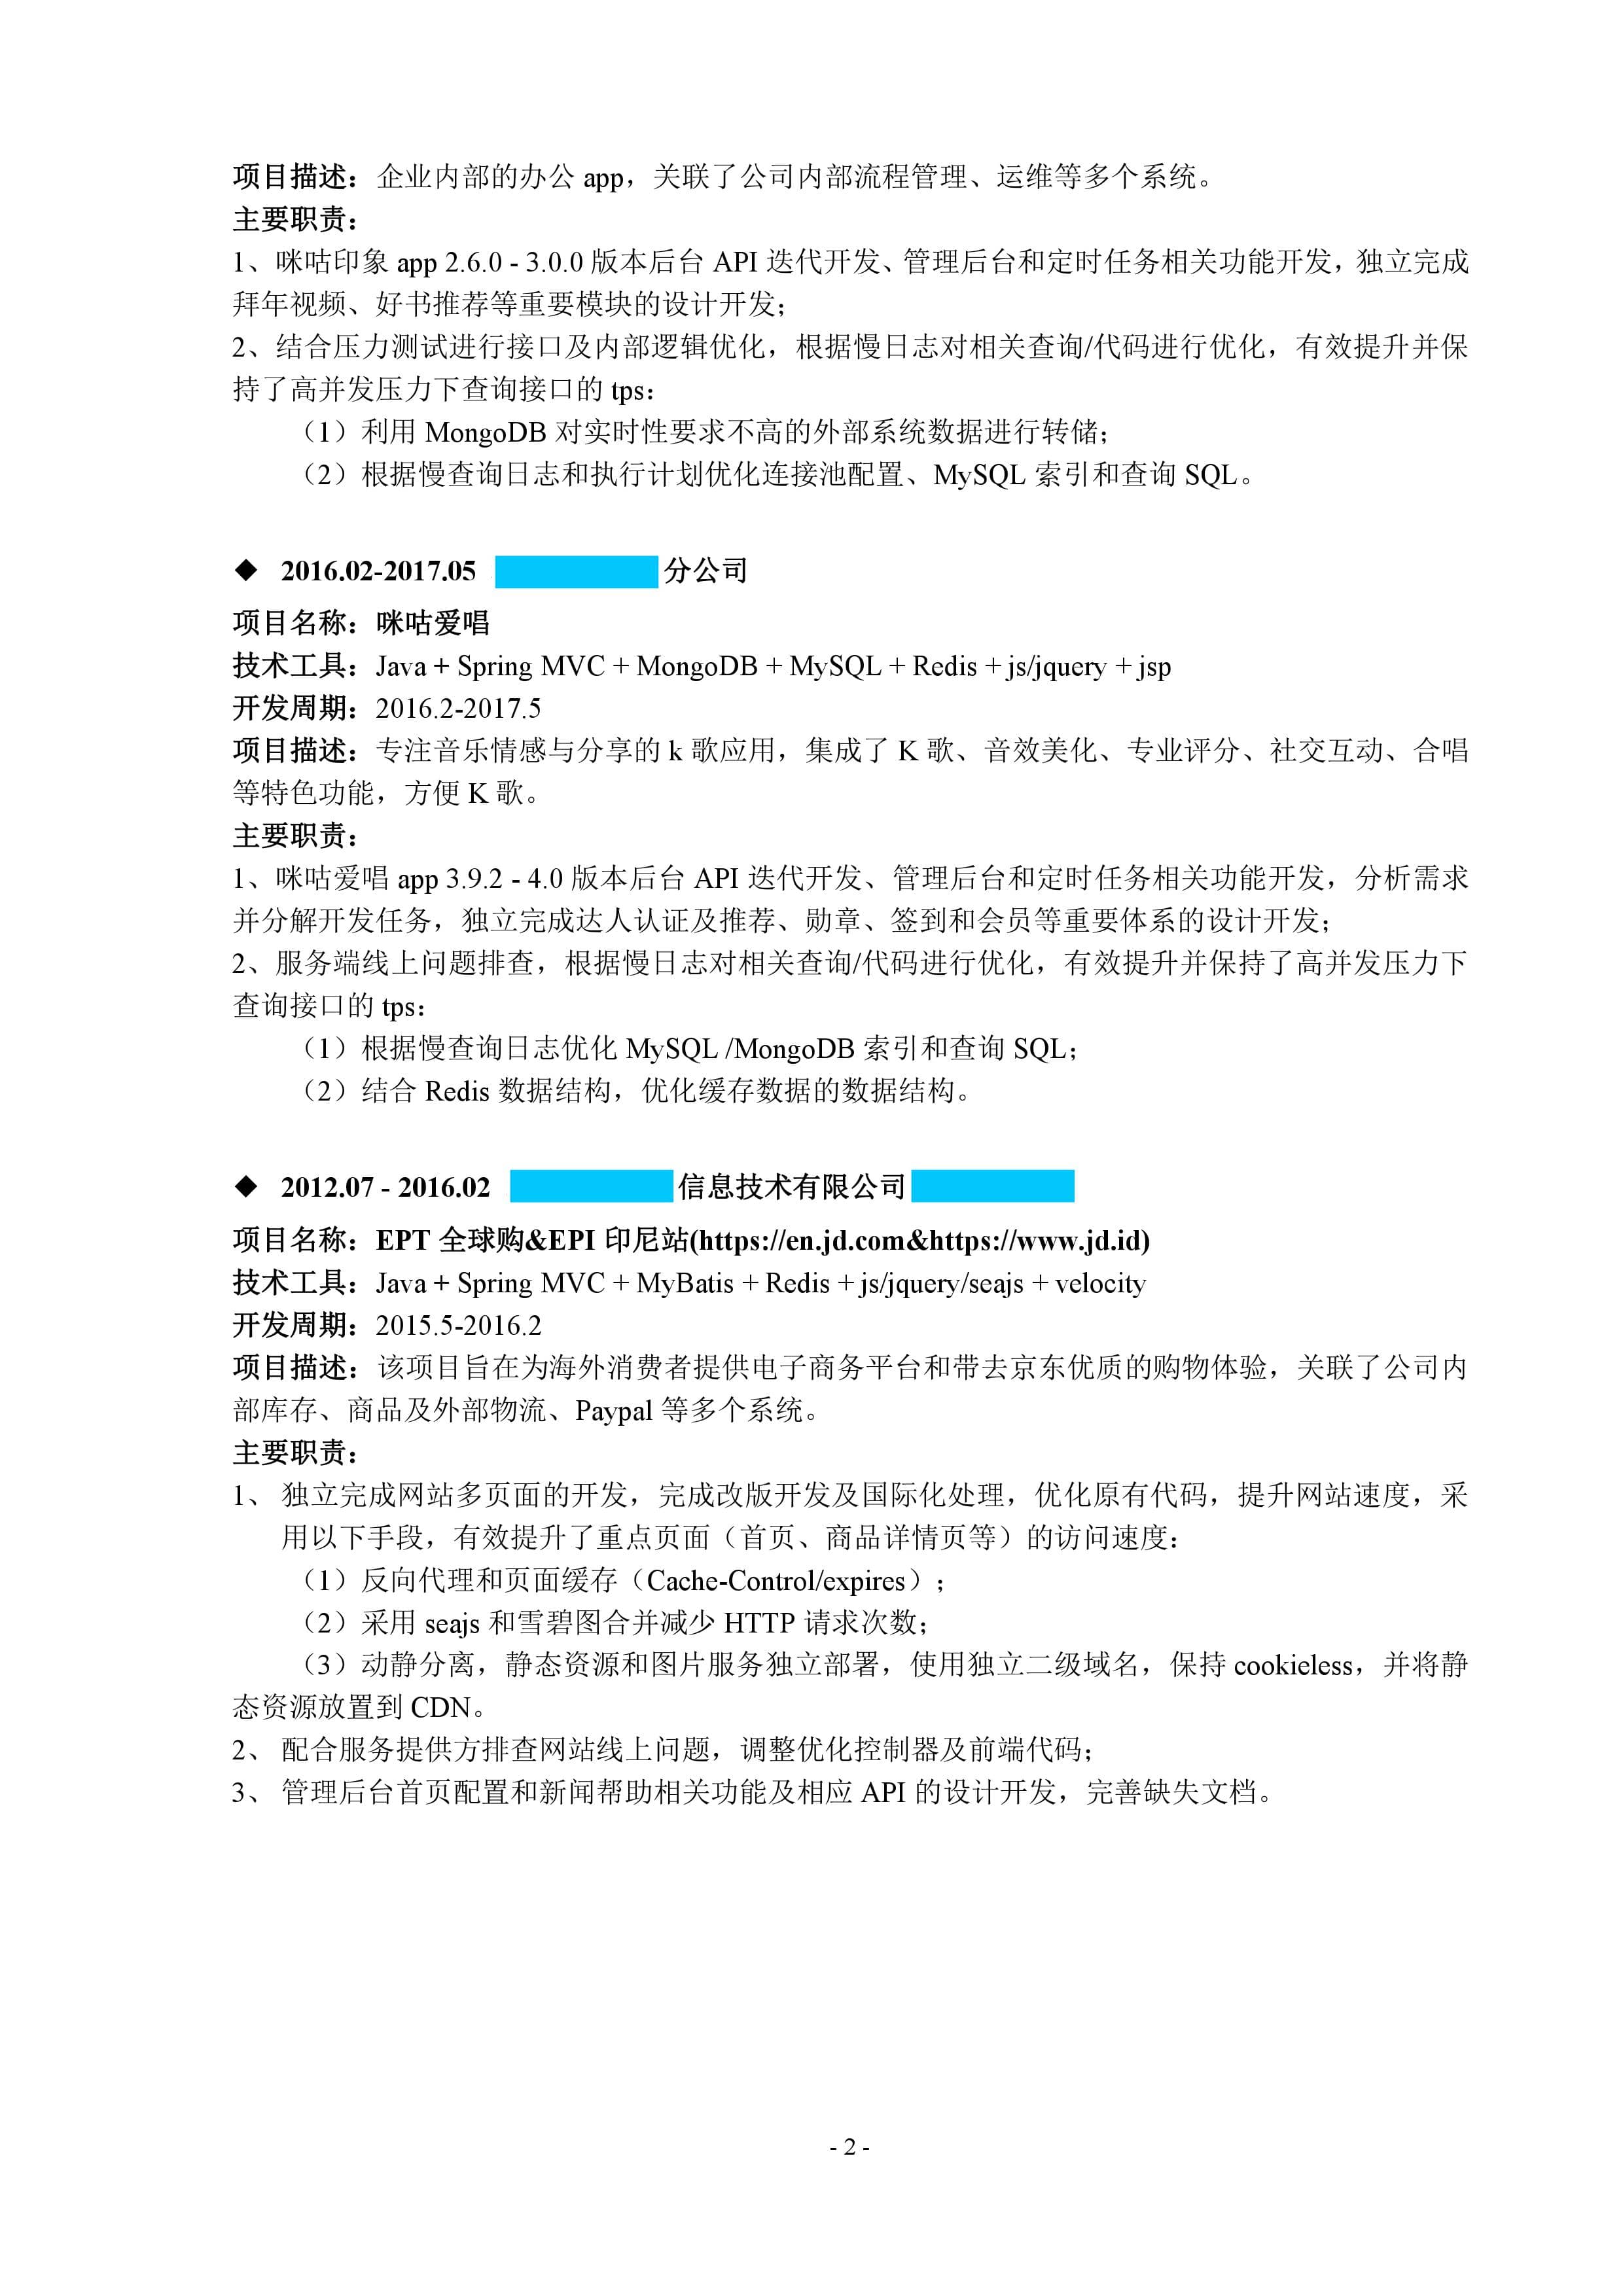 项目描述：企业内部的办公 app，关联了公司内部流程管理、运维等多个系统。
主要职责：
1、咪咕印象 app 2.6.0 - 3.0.0 版本后台 API 迭代开发、管理后台和定时任务相关功能开发，独立完成
拜年视频、好书推荐等重要模块的设计开发；
2、结合压力测试进行接口及内部逻辑优化，根据慢日志对相关查询/代码进行优化，有效提升并保
持了高并发压力下查询接口的 tps：
（1）利用 MongoDB 对实时性要求不高的外部系统数据进行转储；
（2）根据慢查询日志和执行计划优化连接池配置、MySQL 索引和查询 SQL。
◆ 2016.02-2017.05 分公司
项目名称：咪咕爱唱
技术工具：Java + Spring MVC + MongoDB + MySQL + Redis + js/jquery + jsp
开发周期：2016.2-2017.5
项目描述：专注音乐情感与分享的 k 歌应用，集成了 K 歌、音效美化、专业评分、社交互动、合唱
等特色功能，方便 K 歌。
主要职责：
1、咪咕爱唱 app 3.9.2 - 4.0 版本后台 API 迭代开发、管理后台和定时任务相关功能开发，分析需求
并分解开发任务，独立完成达人认证及推荐、勋章、签到和会员等重要体系的设计开发；
2、服务端线上问题排查，根据慢日志对相关查询/代码进行优化，有效提升并保持了高并发压力下
查询接口的 tps：
（1）根据慢查询日志优化 MySQL /MongoDB 索引和查询 SQL；
（2）结合 Redis 数据结构，优化缓存数据的数据结构。
◆ 2012.07 - 2016.02 信息技术有限公司
项目名称：EPT 全球购&EPI 印尼站(https://en.jd.com&https://www.jd.id)
技术工具：Java + Spring MVC + MyBatis + Redis + js/jquery/seajs + velocity
开发周期：2015.5-2016.2
项目描述：该项目旨在为海外消费者提供电子商务平台和带去京东优质的购物体验，关联了公司内
部库存、商品及外部物流、Paypal 等多个系统。
主要职责：
1、 独立完成网站多页面的开发，完成改版开发及国际化处理，优化原有代码，提升网站速度，采
用以下手段，有效提升了重点页面（首页、商品详情页等）的访问速度：
（1）反向代理和页面缓存（Cache-Control/expires）；
（2）采用 seajs 和雪碧图合并减少 HTTP 请求次数；
（3）动静分离，静态资源和图片服务独立部署，使用独立二级域名，保持 cookieless，并将静
态资源放置到 CDN。
2、 配合服务提供方排查网站线上问题，调整优化控制器及前端代码；
3、 管理后台首页配置和新闻帮助相关功能及相应 API 的设计开发，完善缺失文档。
- 2 -